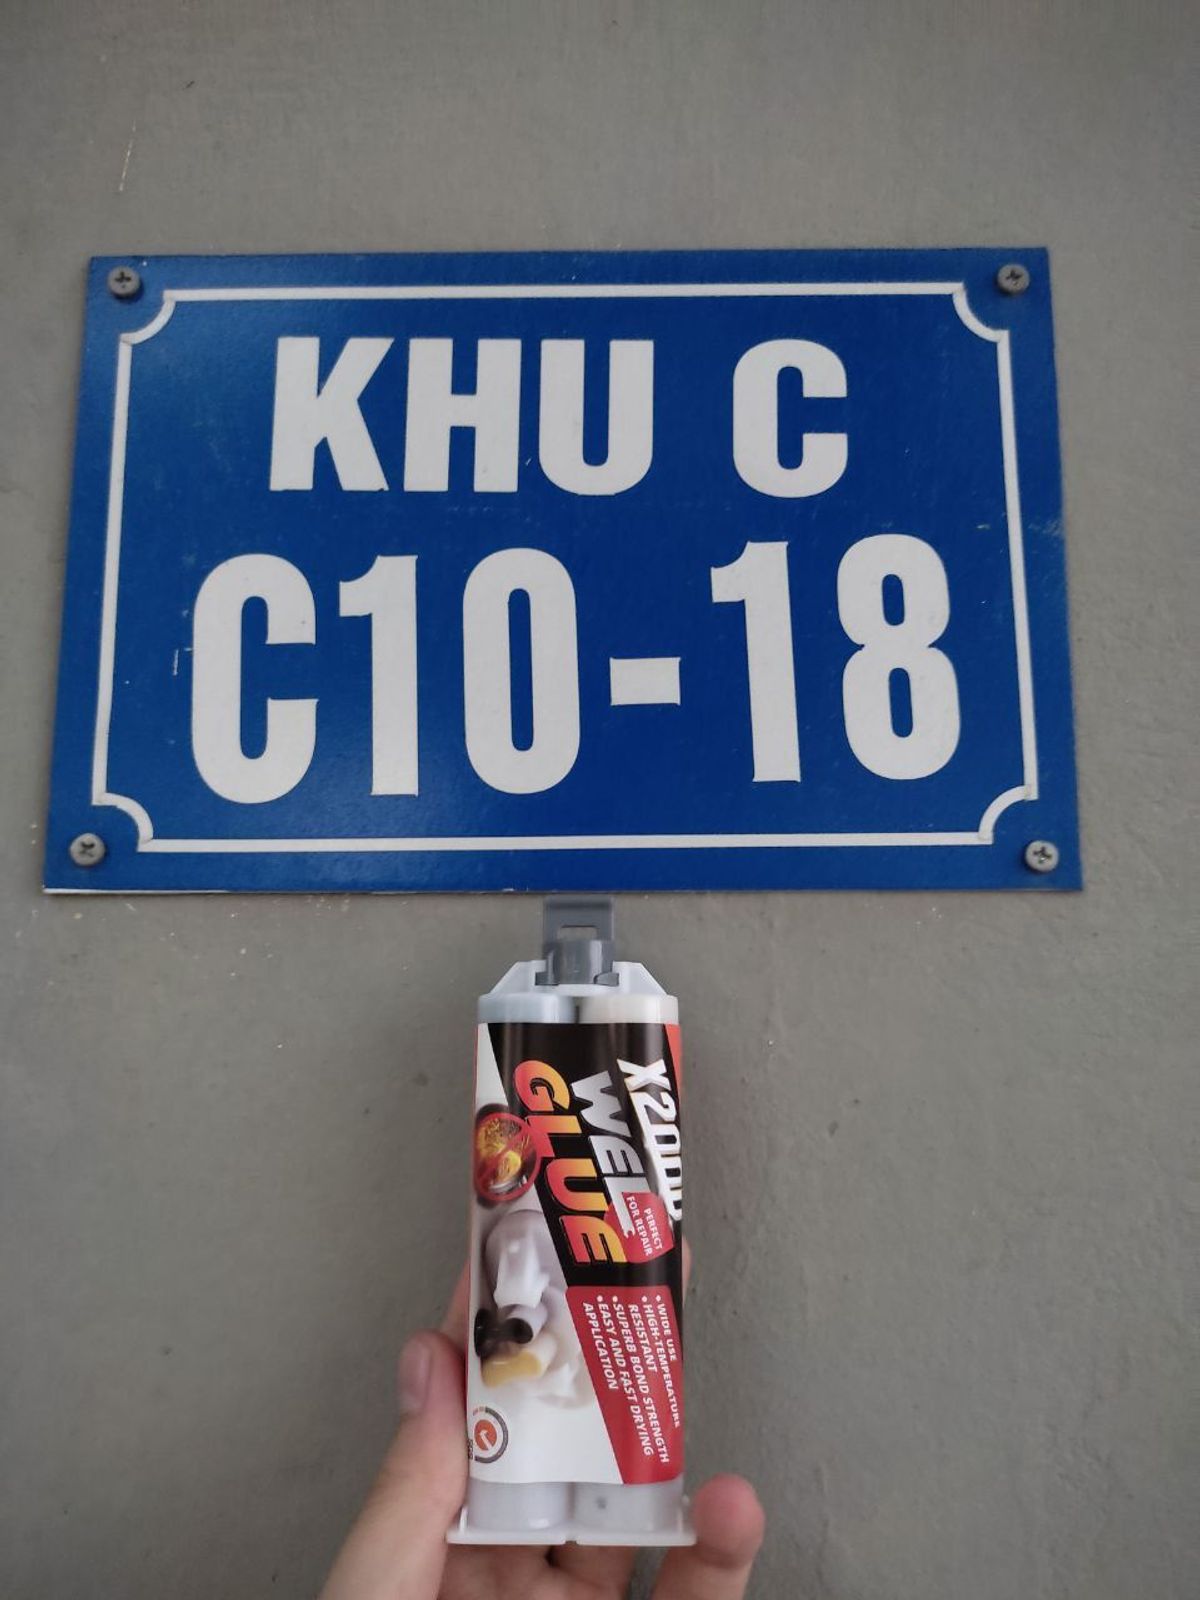 KHU C
C10-18
WELD
GLUE
PERFECT
FOR REPAIR
• WIDE USE
• HIGH-TEMPERATURE
RESISTANT
• SUPERB BOND STRENGTH
• EASY AND FAST DRYING
APPLICATION